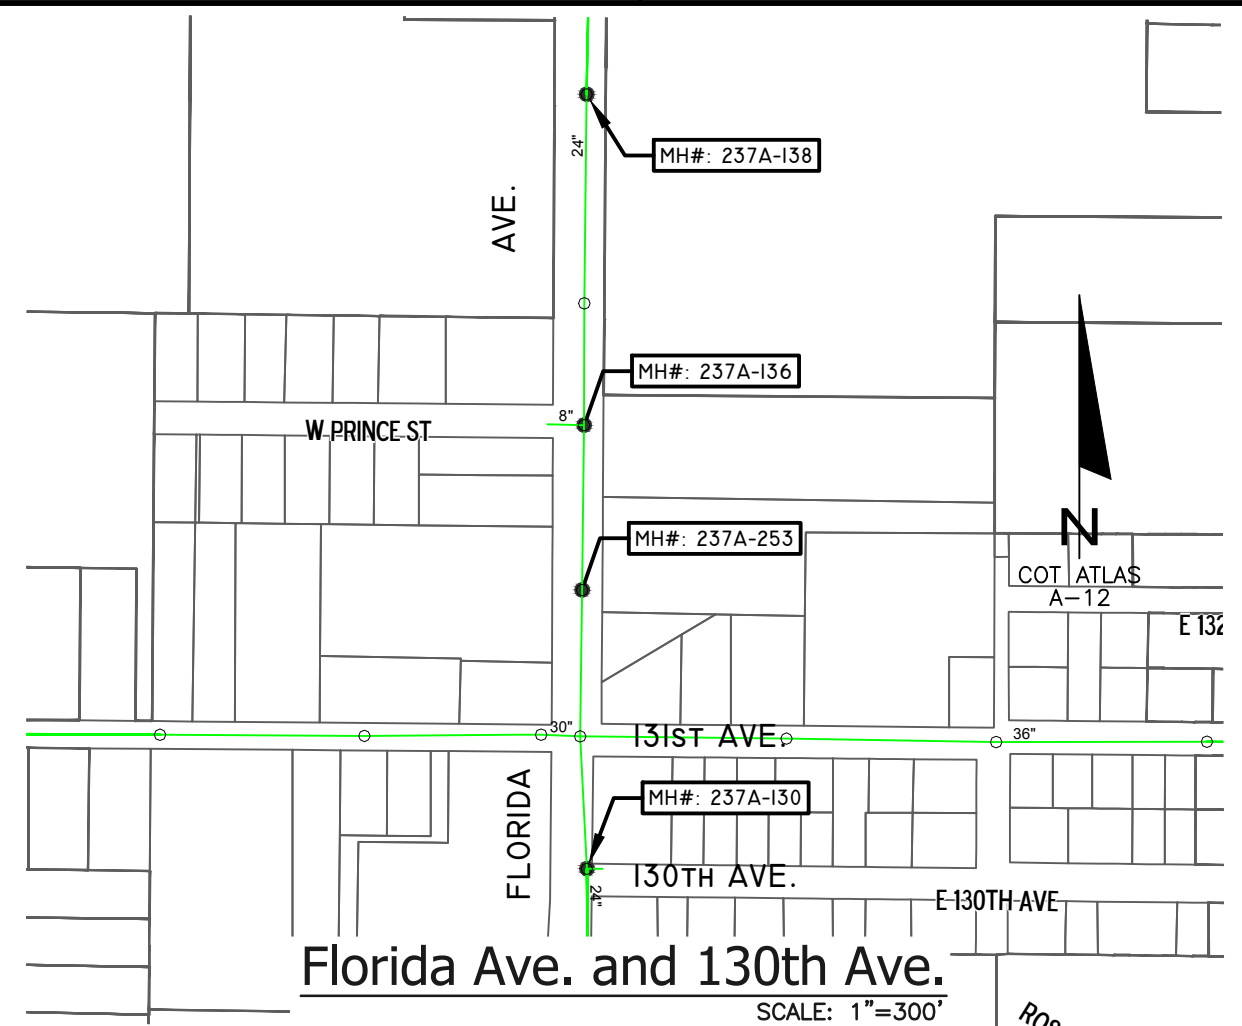 24"
MH#: 237A-138
AVE.
MH#: 237A-136
8"
W PRINCE ST
MH#: 237A-253
N
COT ATLAS
A-12
E 132
30"
131ST AVE.
36"
FLORIDA
MH#: 237A-130
130TH AVE.
24"
E 130TH AVE
Florida Ave. and 130th Ave.
SCALE: 1"=300'